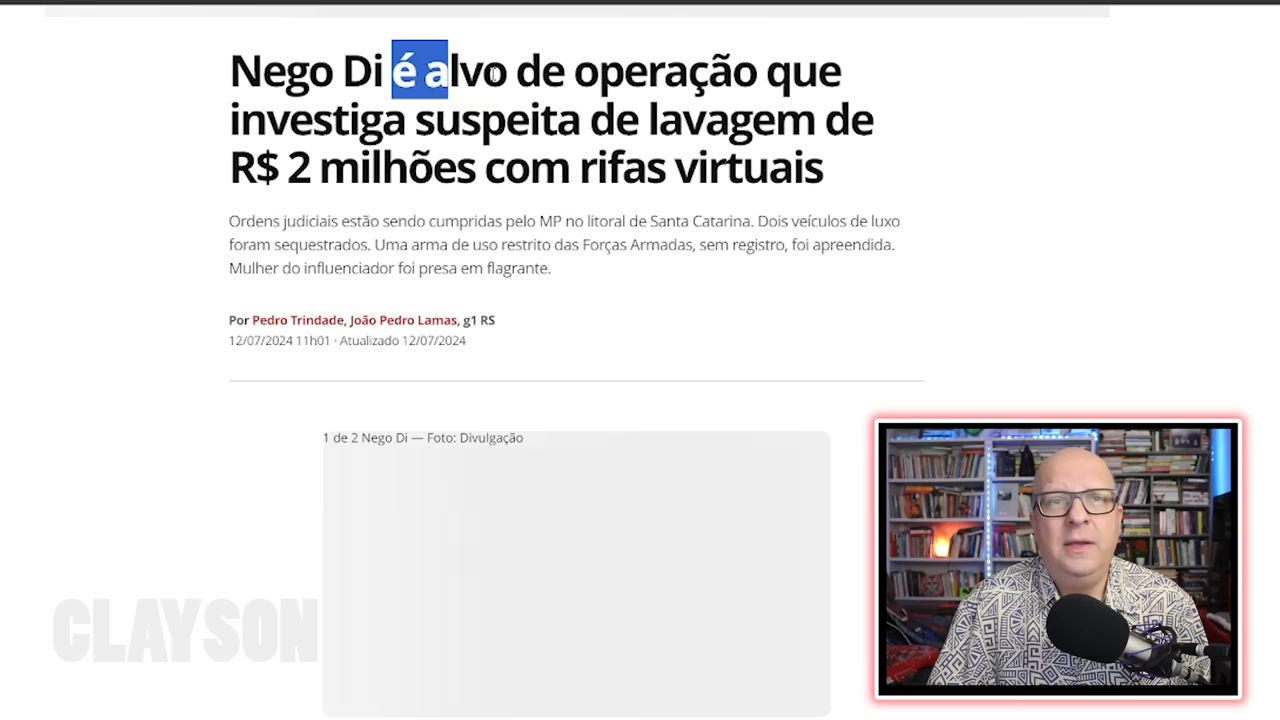 Nego Di é alvo de operação que
investiga suspeita de lavagem de
R$ 2 milhões com rifas virtuais
Ordens judiciais estão sendo cumpridas pelo MP no litoral de Santa Catarina. Dois veículos de luxo
foram sequestrados. Uma arma de uso restrito das Forças Armadas, sem registro, foi apreendida.
Mulher do influenciador foi presa em flagrante.
Por Pedro Trindade, João Pedro Lamas, g1 RS
12/07/2024 11h01 · Atualizado 12/07/2024
1 de 2 Nego Di — Foto: Divulgação
CLAYSON